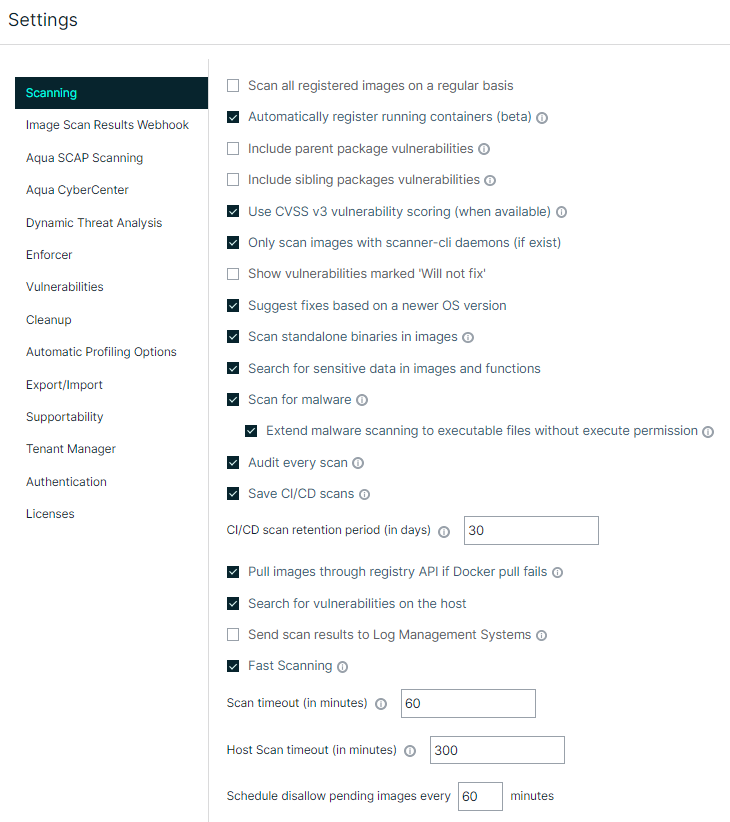 Settings
Scanning
Image Scan Results Webhook
Aqua SCAP Scanning
Aqua CyberCenter
Dynamic Threat Analysis
Enforcer
Vulnerabilities
Cleanup
Automatic Profiling Options
Export/Import
Supportability
Tenant Manager
Authentication
Licenses
Scan all registered images on a regular basis
Automatically register running containers (beta)
Include parent package vulnerabilities
Include sibling packages vulnerabilities
Use CVSS v3 vulnerability scoring (when available)
Only scan images with scanner-cli daemons (if exist)
Show vulnerabilities marked 'Will not fix'
Suggest fixes based on a newer OS version
Scan standalone binaries in images
Search for sensitive data in images and functions
Scan for malware
Extend malware scanning to executable files without execute permission
Audit every scan
Save CI/CD scans
CI/CD scan retention period (in days) 30
Pull images through registry API if Docker pull fails
Search for vulnerabilities on the host
Send scan results to Log Management Systems
Fast Scanning
Scan timeout (in minutes) 60
Host Scan timeout (in minutes) 300
Schedule disallow pending images every 60 minutes